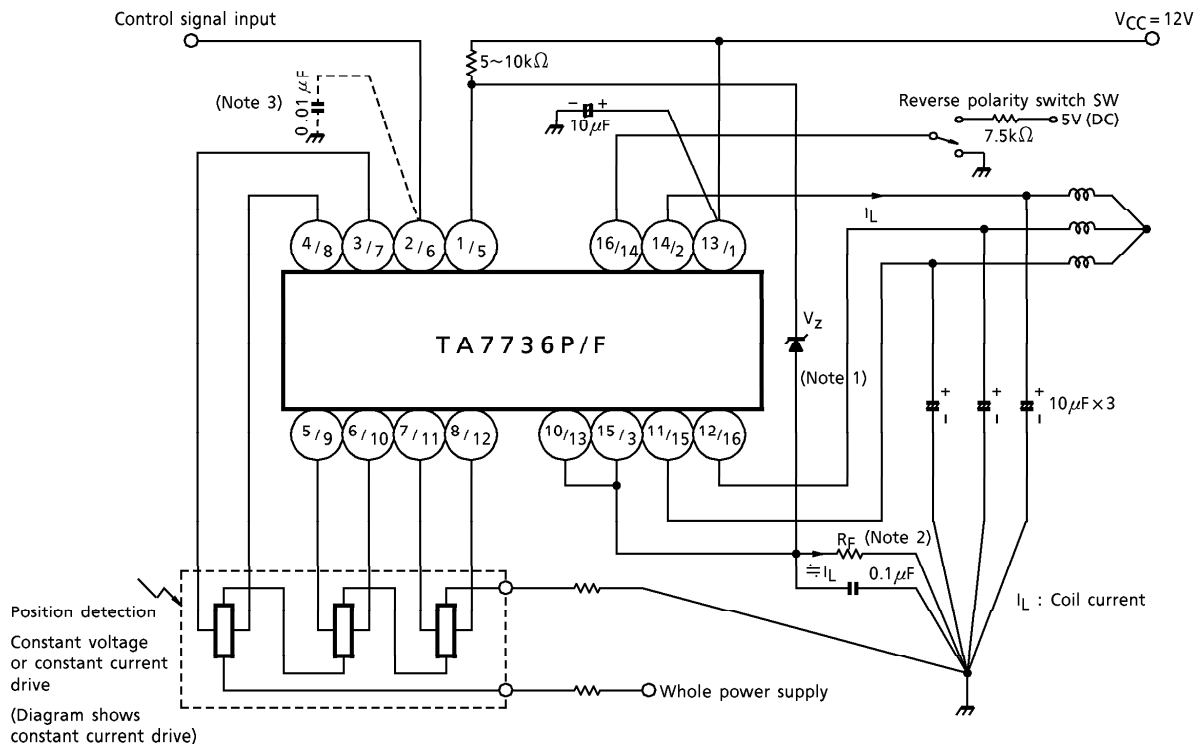 Control signal input
VCC = 12V
5~10kΩ
(Note 3)
0.01 μF
10μF
− +
Reverse polarity switch SW
5V (DC)
7.5kΩ
IL
4/8 3/7 2/6 1/5 16/14 14/2 13/1
TA7736P/F
VZ
(Note 1)
+ + +
10μF×3
− − −
5/9 6/10 7/11 8/12 10/13 15/3 11/15 12/16
RF (Note 2)
≒IL
0.1μF
IL : Coil current
Position detection
Constant voltage
or constant current
drive
(Diagram shows
constant current drive)
Whole power supply